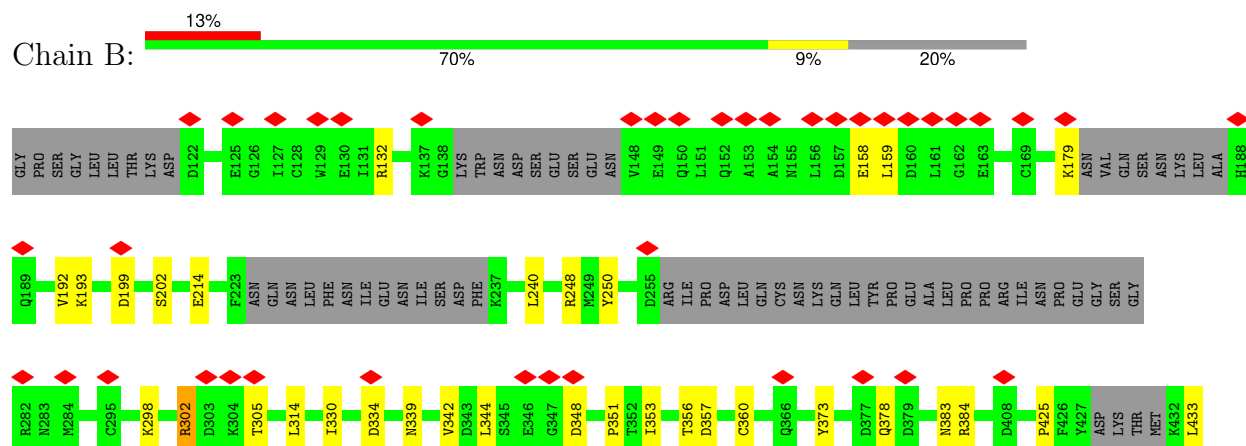 13%
Chain B:
70% 9% 20%
GLY PRO SER GLY LEU LEU THR LYS ASP D122 E125 G126 I127 C128 W129 E130 I131 R132 K137 G138 LYS TRP ASN ASP SER GLU SER GLU ASN V148 E149 Q150 L151 Q152 A153 A154 N155 L156 D157 E158 L159 D160 L161 G162 E163 C169 K179 ASN VAL GLN SER ASN LYS LEU ALA H188
Q189 V192 K193 D199 S202 E214 F223 ASN GLN ASN LEU PHE ASN ILE GLU ASN ILE SER ASP PHE K237 L240 R248 M249 Y250 D255 ARG ILE PRO ASP LEU GLN CYS ASN LYS GLN LEU TYR PRO GLU ALA LEU PRO PRO ARG ILE ASN PRO GLU GLY SER GLY
R282 N283 M284 C295 K298 R302 D303 K304 T305 L314 I330 D334 N339 V342 D343 L344 S345 E346 G347 D348 P351 T352 I353 T356 D357 C360 Q366 Y373 D377 Q378 D379 N383 R384 D408 P425 F426 Y427 ASP LYS THR MET K432 L433